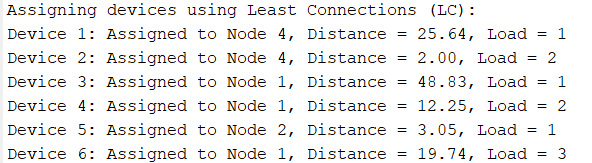 Assigning devices using Least Connections (LC):
Device 1: Assigned to Node 4, Distance = 25.64, Load = 1
Device 2: Assigned to Node 4, Distance = 2.00, Load = 2
Device 3: Assigned to Node 1, Distance = 48.83, Load = 1
Device 4: Assigned to Node 1, Distance = 12.25, Load = 2
Device 5: Assigned to Node 2, Distance = 3.05, Load = 1
Device 6: Assigned to Node 1, Distance = 19.74, Load = 3